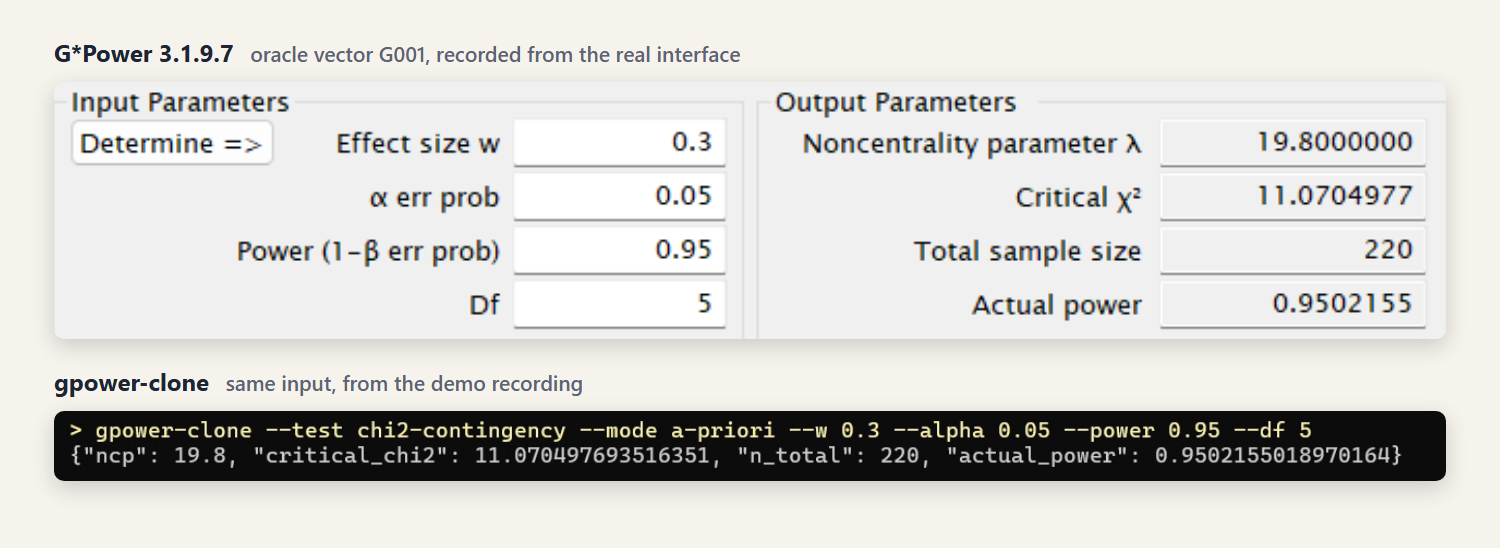 G*Power 3.1.9.7 oracle vector G001, recorded from the real interface
Input Parameters
Determine => Effect size w 0.3
α err prob 0.05
Power (1-β err prob) 0.95
Df 5
Output Parameters
Noncentrality parameter λ 19.8000000
Critical χ² 11.0704977
Total sample size 220
Actual power 0.9502155
gpower-clone same input, from the demo recording
> gpower-clone --test chi2-contingency --mode a-priori --w 0.3 --alpha 0.05 --power 0.95 --df 5
{"ncp": 19.8, "critical_chi2": 11.070497693516351, "n_total": 220, "actual_power": 0.9502155018970164}